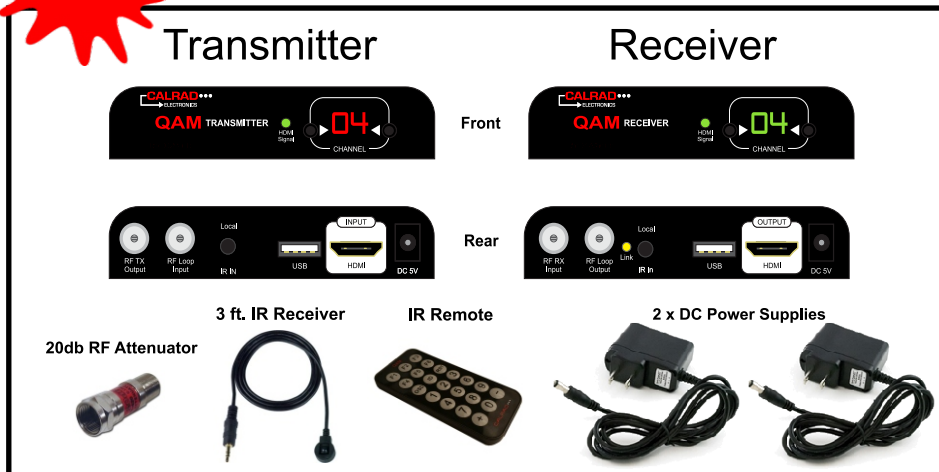 Transmitter
Receiver
CALRAD
ELECTRONICS
QAM TRANSMITTER
HDMI
Signal
04
CHANNEL
Front
CALRAD
ELECTRONICS
QAM RECEIVER
HDMI
Signal
04
CHANNEL
RF TX
Output
RF Loop
Input
Local
IR IN
USB
INPUT
HDMI
DC 5V
Rear
RF RX
Input
RF Loop
Output
Link
Local
IR In
USB
OUTPUT
HDMI
DC 5V
20db RF Attenuator
3 ft. IR Receiver
IR Remote
2 x DC Power Supplies